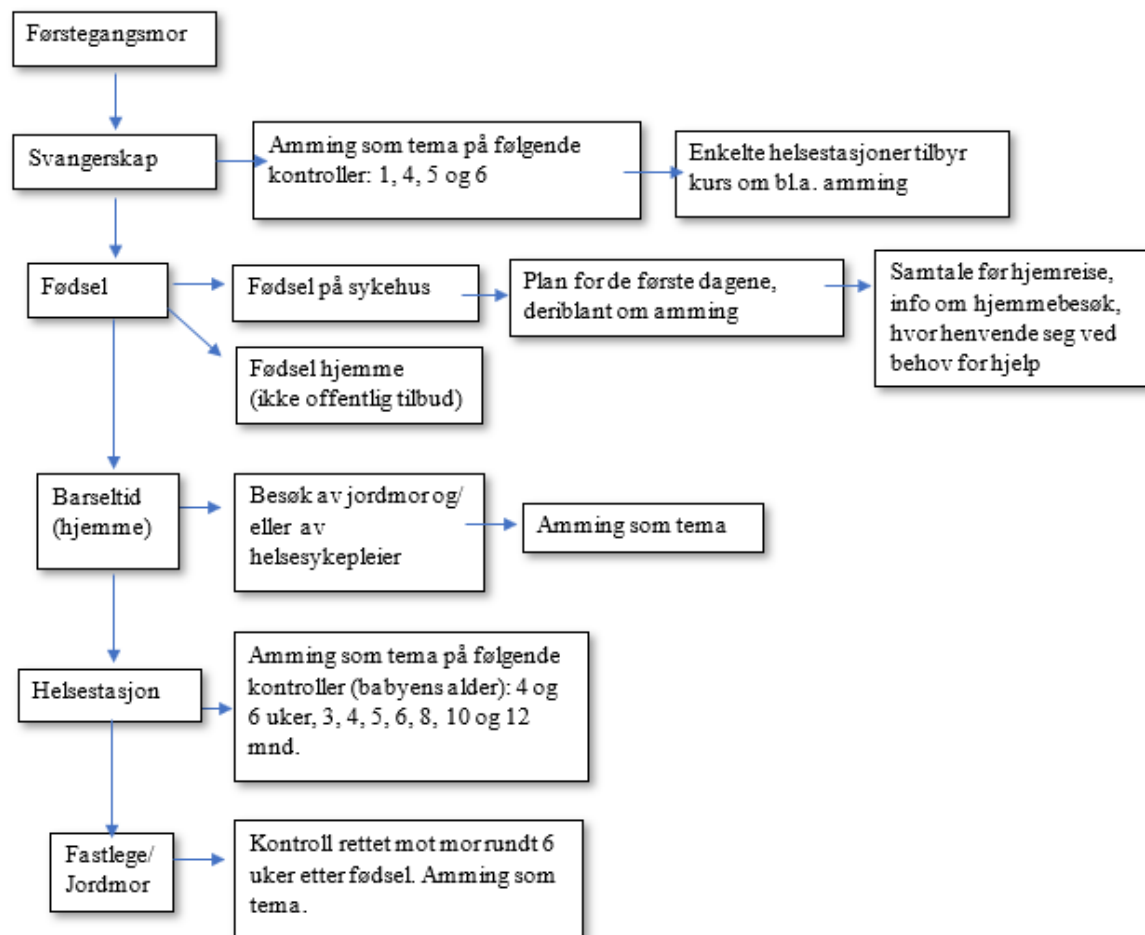 Førstegangsmor
Svangerskap
Amming som tema på følgende
kontroller: 1, 4, 5 og 6
Enkelte helsestasjoner tilbyr
kurs om bl.a. amming
Fødsel
Fødsel på sykehus
Plan for de første dagene,
deriblant om amming
Samtale før hjemreise,
info om hjemmebesøk,
hvor henvende seg ved
behov for hjelp
Fødsel hjemme
(ikke offentlig tilbud)
Barseltid
(hjemme)
Besøk av jordmor og/
eller av
helsesykepleier
Amming som tema
Helsestasjon
Amming som tema på følgende
kontroller (babyens alder): 4 og
6 uker, 3, 4, 5, 6, 8, 10 og 12
mnd.
Fastlege/
Jordmor
Kontroll rettet mot mor rundt 6
uker etter fødsel. Amming som
tema.